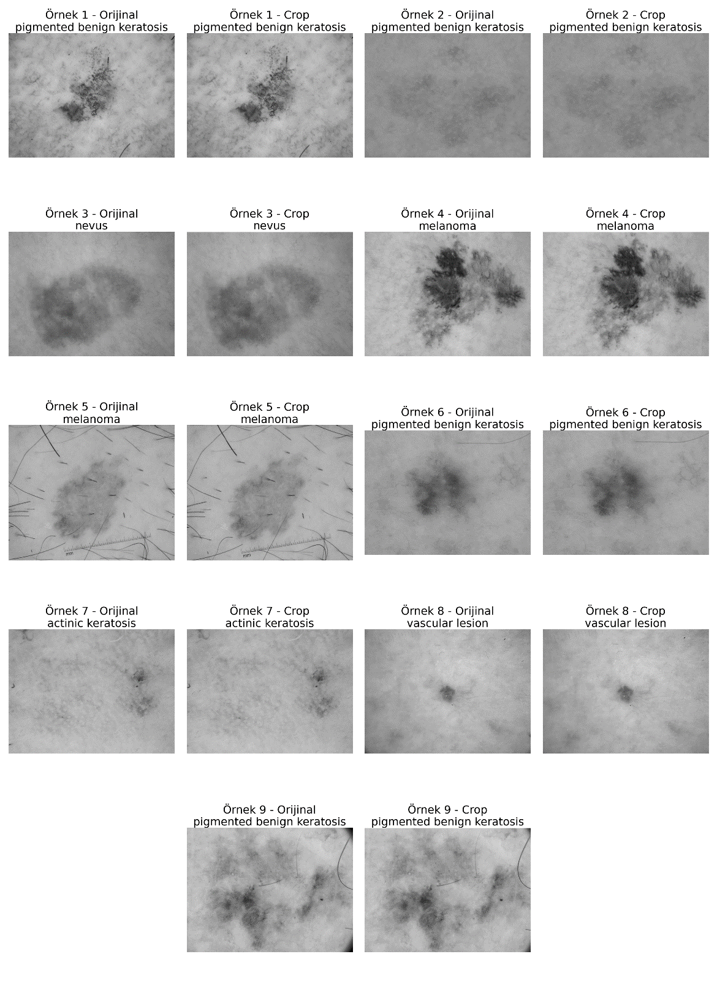 Örnek 1 - Orijinal
pigmented benign keratosis
Örnek 1 - Crop
pigmented benign keratosis
Örnek 2 - Orijinal
pigmented benign keratosis
Örnek 2 - Crop
pigmented benign keratosis
Örnek 3 - Orijinal
nevus
Örnek 3 - Crop
nevus
Örnek 4 - Orijinal
melanoma
Örnek 4 - Crop
melanoma
Örnek 5 - Orijinal
melanoma
mm
Örnek 5 - Crop
melanoma
mm
Örnek 6 - Orijinal
pigmented benign keratosis
Örnek 6 - Crop
pigmented benign keratosis
Örnek 7 - Orijinal
actinic keratosis
Örnek 7 - Crop
actinic keratosis
Örnek 8 - Orijinal
vascular lesion
Örnek 8 - Crop
vascular lesion
Örnek 9 - Orijinal
pigmented benign keratosis
Örnek 9 - Crop
pigmented benign keratosis